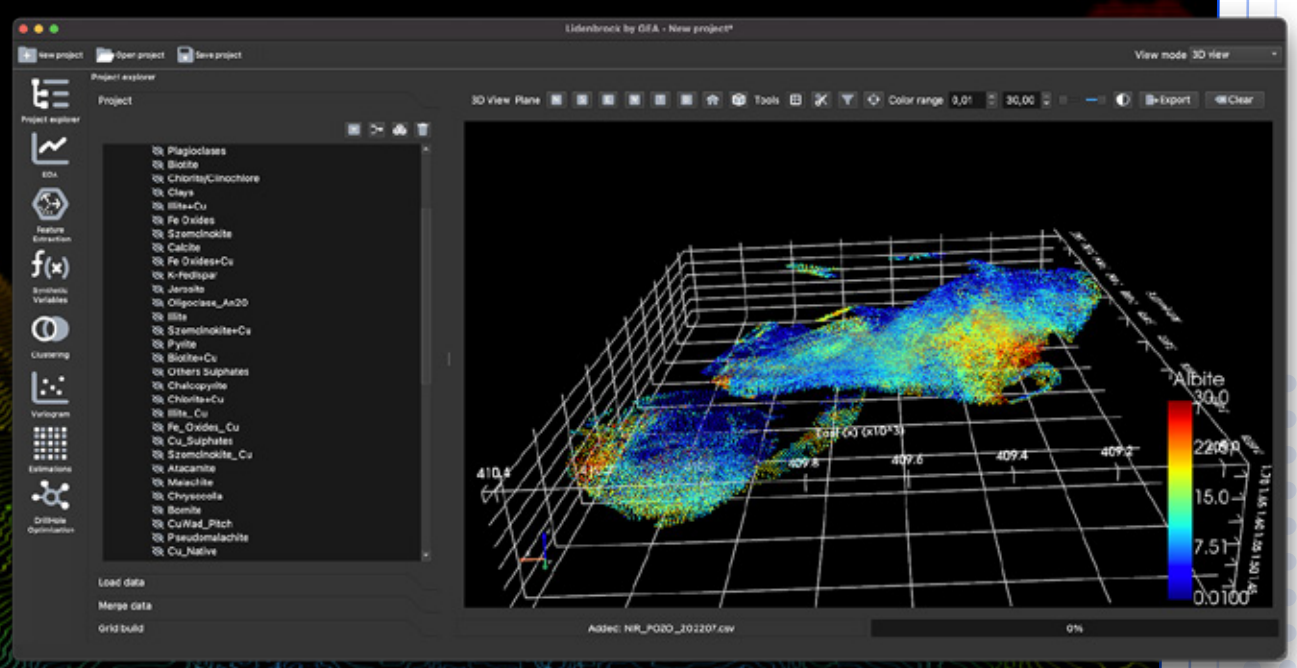 Lidenbrock by GEA - New project*
New project
Open project
Save project
View mode 3D view
Project explorer
Project explorer
Project
EDA
Feature
Extraction
Synthetic
Variables
Clustering
Variogram
Estimations
DrillHole
Optimization
Plagioclases
Biotite
Chlorite/Clinochlore
Clays
Illite+Cu
Fe Oxides
Szomolnokite
Calcite
Fe Oxides+Cu
K-Fedlspar
Jarosite
Oligoclase_An20
Illite
Szomolnokite+Cu
Pyrite
Biotite+Cu
Others Sulphates
Chalcopyrite
Chlorite+Cu
Illite_Cu
Fe_Oxides_Cu
Cu_Sulphates
Szomolnokite_Cu
Atacamite
Malachite
Chrysocolla
Bornite
CuWad_Pitch
Pseudomalachite
Cu_Native
Load data
Merge data
Grid build
3D View Plane
Tools
Color range 0,01 30,00
Export
Clear
East (x) (x10^3)
410.4
409.8
409.6
409.4
409.2
Albite
30.0
15.0
7.51
0.0100
Added: NIR_POZO_202207.csv
0%